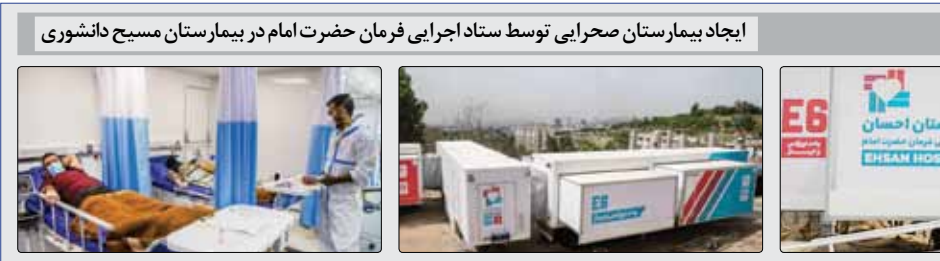 ایجاد بیمارستان صحرایی توسط ستاد اجرایی فرمان حضرت امام در بیمارستان مسیح دانشوری
E6
E6
ستان احسان
فرمان حضرت امام
EHSAN HOS